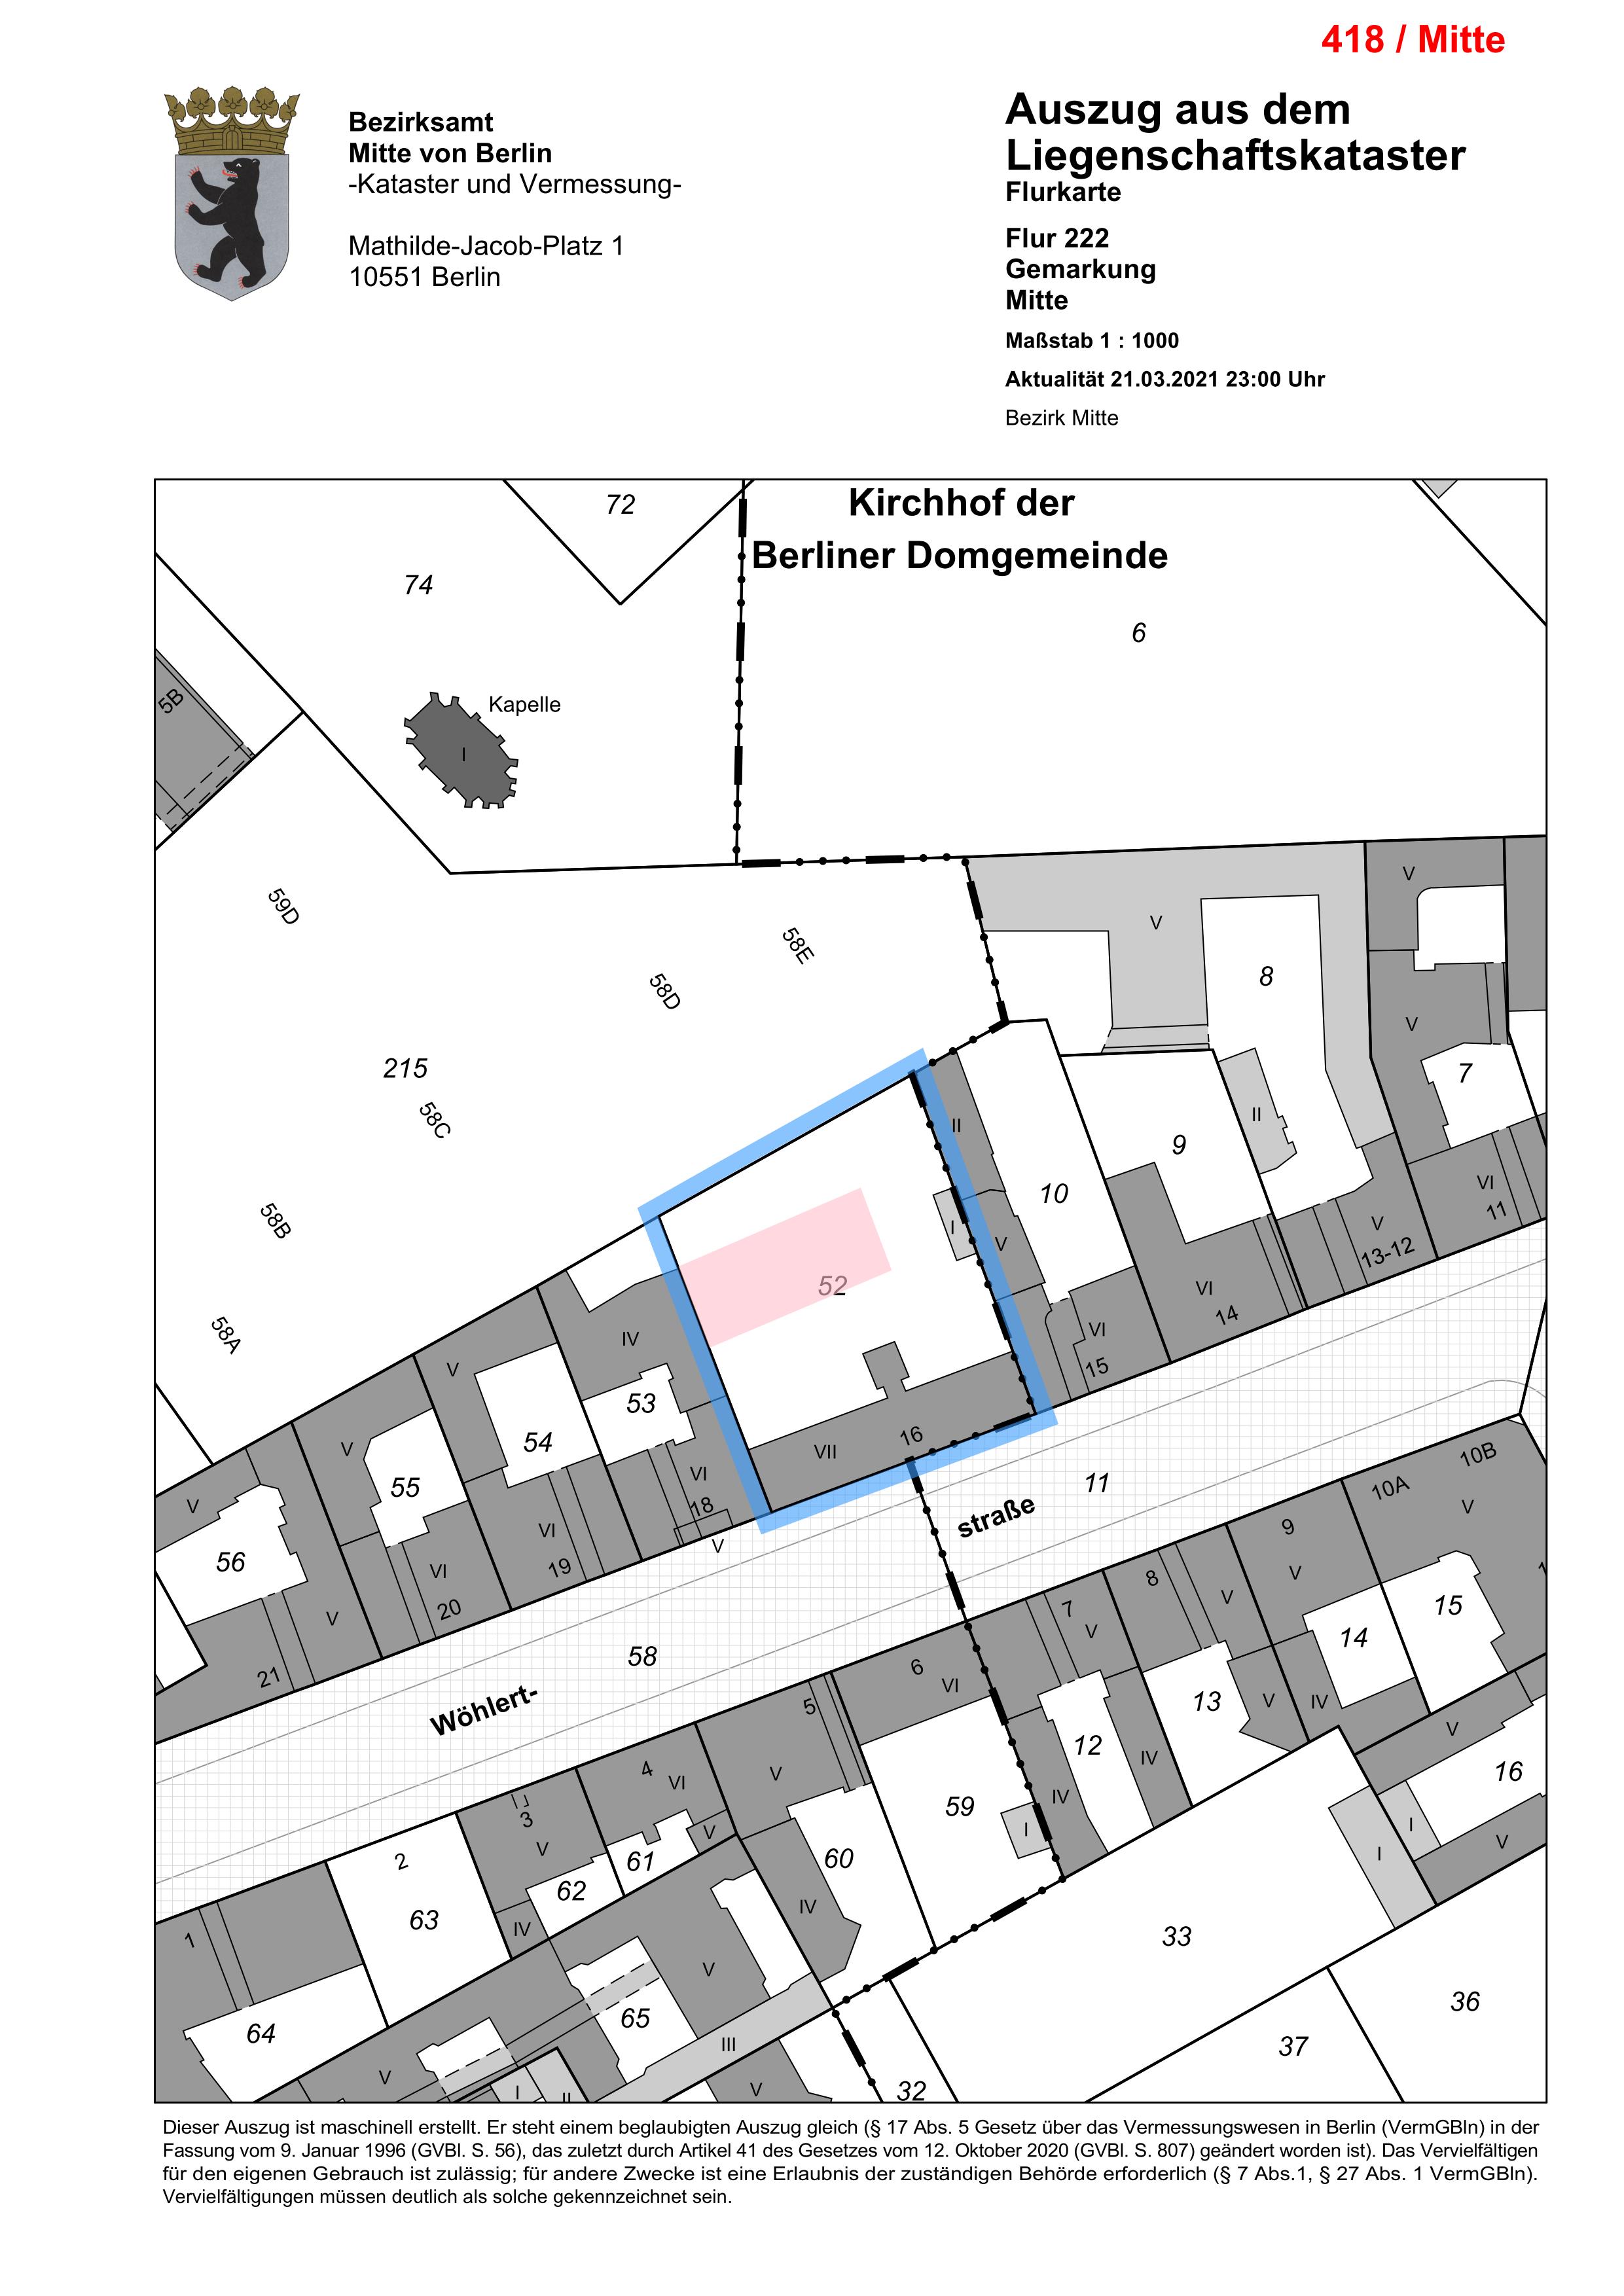 418 / Mitte
Bezirksamt
Mitte von Berlin
-Kataster und Vermessung-
Mathilde-Jacob-Platz 1
10551 Berlin
Auszug aus dem
Liegenschaftskataster
Flurkarte
Flur 222
Gemarkung
Mitte
Maßstab 1 : 1000
Aktualität 21.03.2021 23:00 Uhr
Bezirk Mitte
72
Kirchhof der
Berliner Domgemeinde
74
6
5B
Kapelle
I
59D
58E
58D
V
V
8
V
215
7
58C
II
II
9
10
VI
11
58B
I
V
V
13-12
52
58A
IV
VI
14
VI
15
V
53
54
16
VII
V
55
VI
18
11
10B
10A
V
V
straße
V
56
VI
19
VI
20
V
9
V
8
V
15
7
V
14
58
21
6
VI
Wöhlert-
5
13
V
IV
12
IV
V
16
4
VI
V
3
V
V
59
IV
I
I
I
V
2
61
60
62
63
IV
IV
1
33
V
64
65
III
36
37
V
I
II
V
32
Dieser Auszug ist maschinell erstellt. Er steht einem beglaubigten Auszug gleich (§ 17 Abs. 5 Gesetz über das Vermessungswesen in Berlin (VermGBln) in der
Fassung vom 9. Januar 1996 (GVBl. S. 56), das zuletzt durch Artikel 41 des Gesetzes vom 12. Oktober 2020 (GVBl. S. 807) geändert worden ist). Das Vervielfältigen
für den eigenen Gebrauch ist zulässig; für andere Zwecke ist eine Erlaubnis der zuständigen Behörde erforderlich (§ 7 Abs.1, § 27 Abs. 1 VermGBln).
Vervielfältigungen müssen deutlich als solche gekennzeichnet sein.